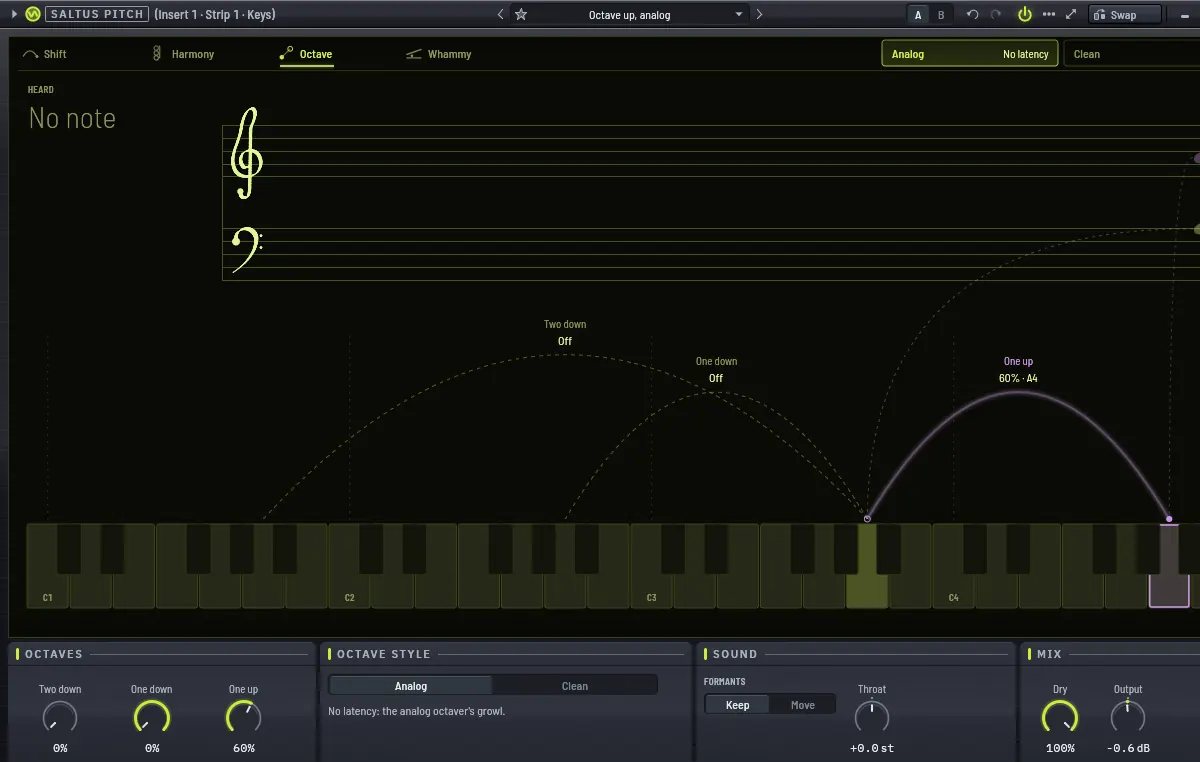 SALTUS PITCH (Insert 1 · Strip 1 · Keys) Octave up, analog A B Swap
Shift Harmony Octave Whammy Analog No latency Clean
HEARD
No note
Two down
Off
One down
Off
One up
60% · A4
C1 C2 C3 C4
OCTAVES OCTAVE STYLE SOUND MIX
Two down One down One up
0% 0% 60%
Analog Clean
No latency: the analog octaver's growl.
FORMANTS
Keep Move
Throat
+0.0 st
Dry Output
100% -0.6 dB